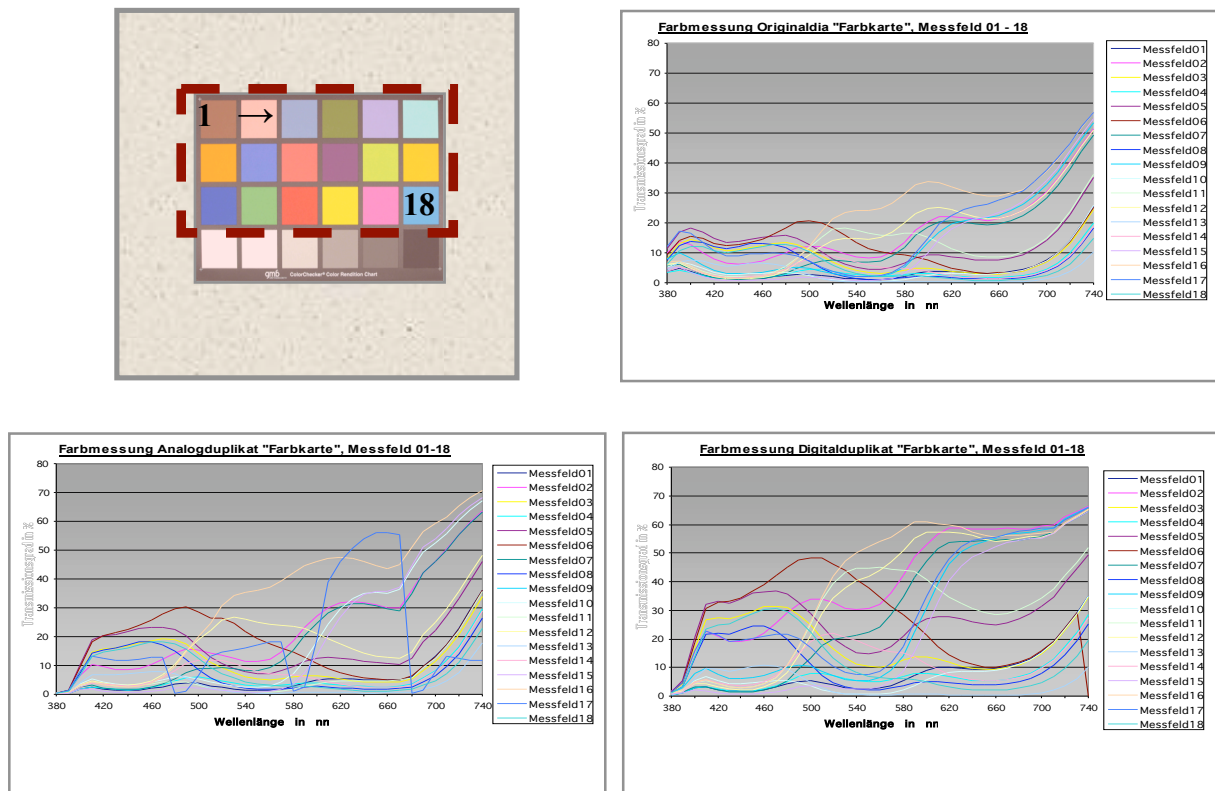 1 →
18
gmb ColorChecker® Color Rendition Chart
Farbmessung Originaldia "Farbkarte", Messfeld 01 - 18
80
70
60
50
40
30
20
10
0
Transmissionsgrad in %
380 420 460 500 540 580 620 660 700 740
Wellenlänge in nm
Messfeld01
Messfeld02
Messfeld03
Messfeld04
Messfeld05
Messfeld06
Messfeld07
Messfeld08
Messfeld09
Messfeld10
Messfeld11
Messfeld12
Messfeld13
Messfeld14
Messfeld15
Messfeld16
Messfeld17
Messfeld18
Farbmessung Analogduplikat "Farbkarte", Messfeld 01-18
80
70
60
50
40
30
20
10
0
Transmissionsgrad in %
380 420 460 500 540 580 620 660 700 740
Wellenlänge in nm
Messfeld01
Messfeld02
Messfeld03
Messfeld04
Messfeld05
Messfeld06
Messfeld07
Messfeld08
Messfeld09
Messfeld10
Messfeld11
Messfeld12
Messfeld13
Messfeld14
Messfeld15
Messfeld16
Messfeld17
Messfeld18
Farbmessung Digitalduplikat "Farbkarte", Messfeld 01-18
80
70
60
50
40
30
20
10
0
Transmissionsgrad in %
380 420 460 500 540 580 620 660 700 740
Wellenlänge in nm
Messfeld01
Messfeld02
Messfeld03
Messfeld04
Messfeld05
Messfeld06
Messfeld07
Messfeld08
Messfeld09
Messfeld10
Messfeld11
Messfeld12
Messfeld13
Messfeld14
Messfeld15
Messfeld16
Messfeld17
Messfeld18